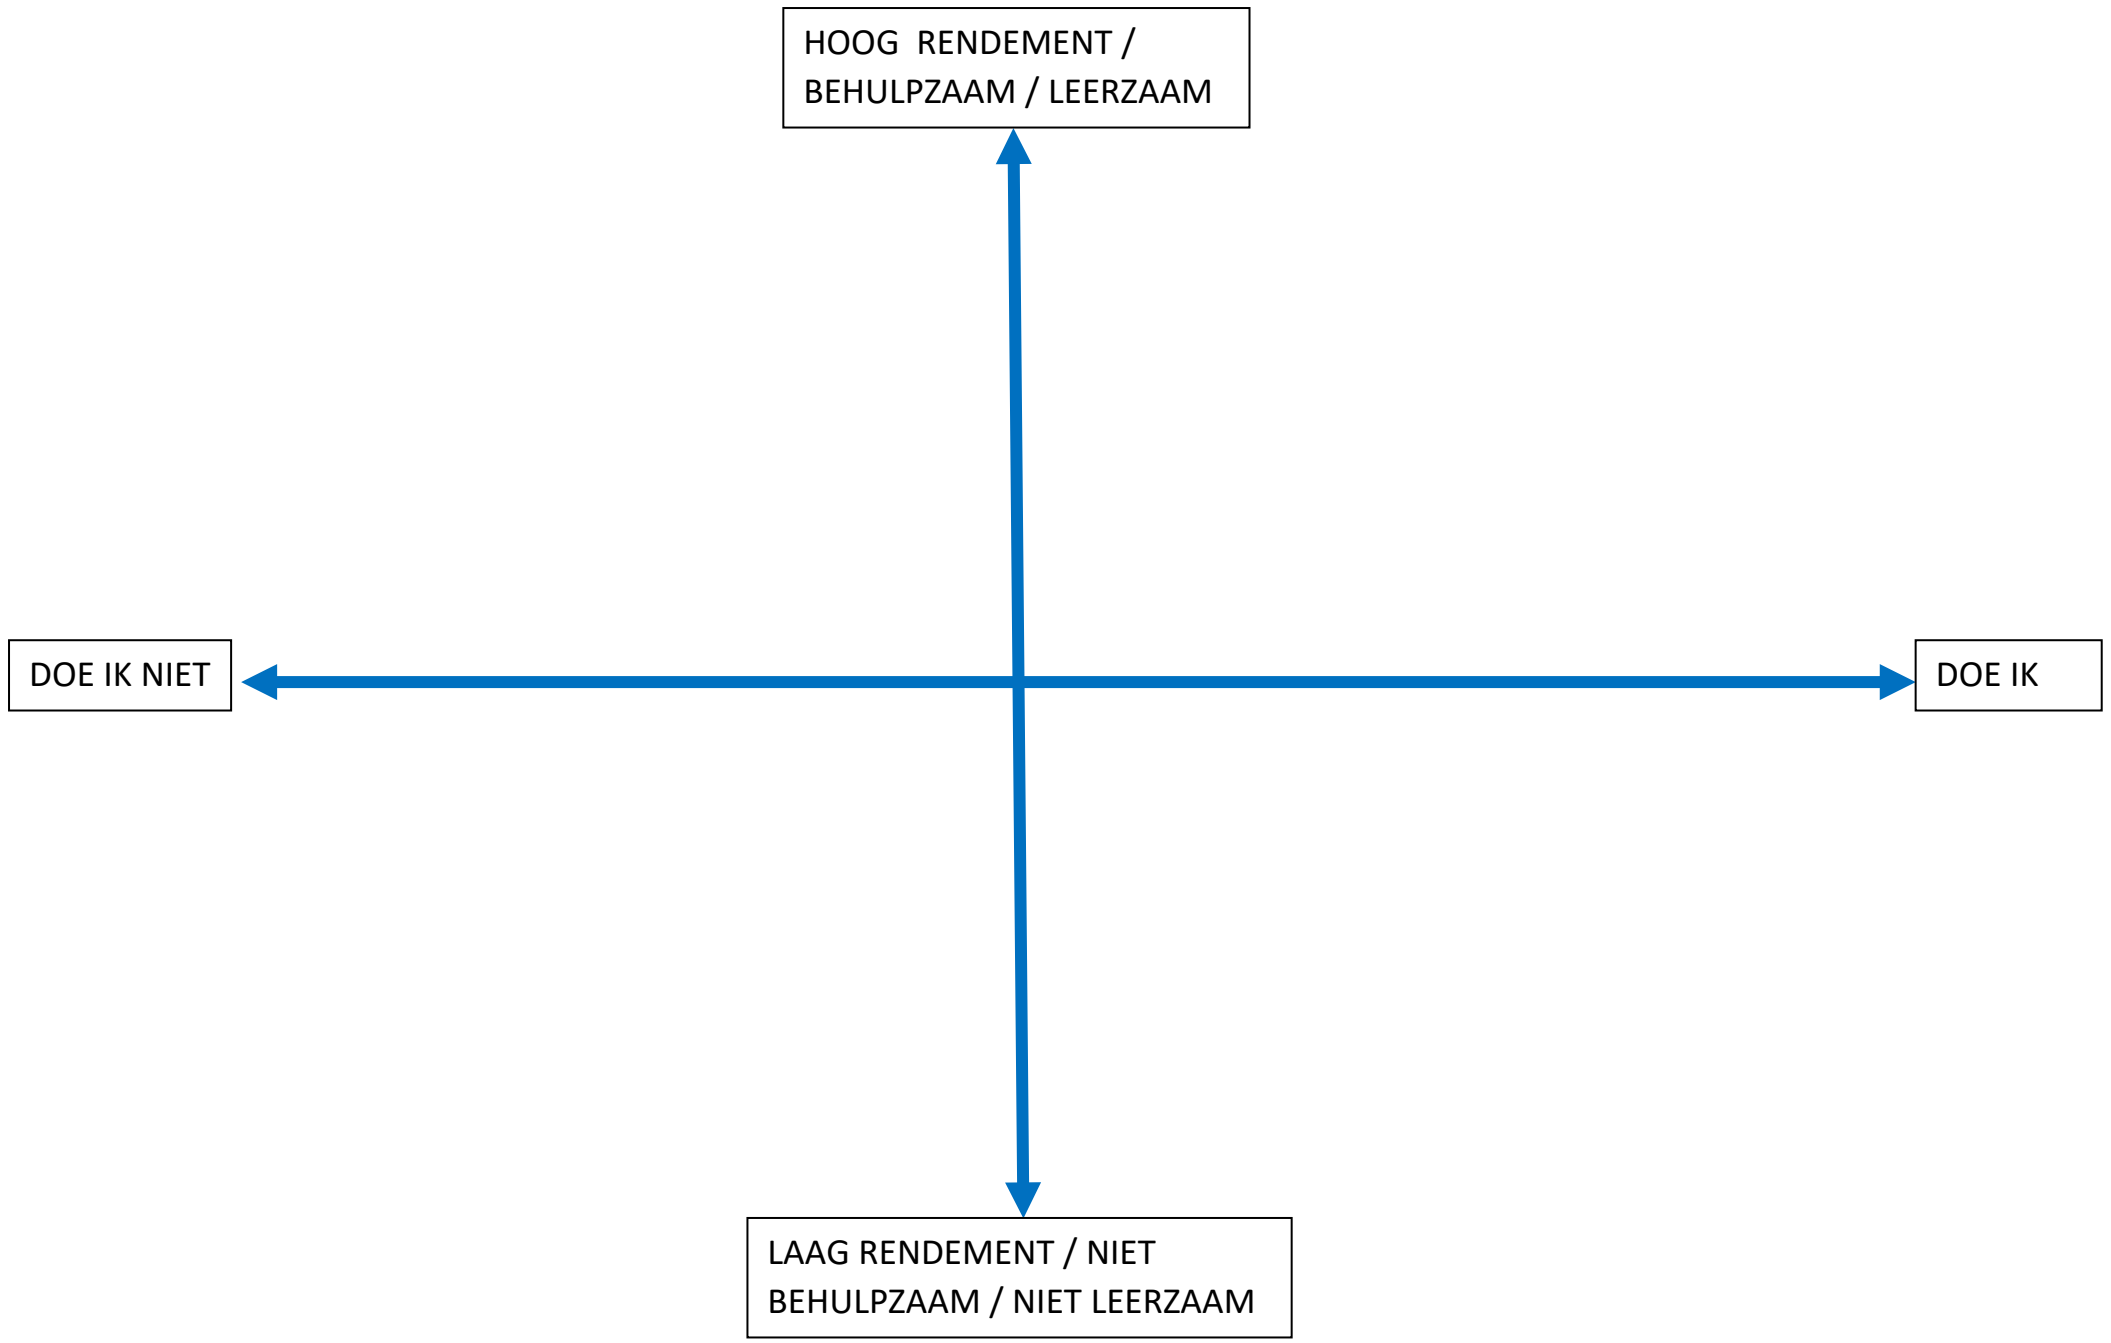 HOOG  RENDEMENT /
BEHULPZAAM / LEERZAAM
DOE IK NIET
DOE IK
LAAG RENDEMENT / NIET
BEHULPZAAM / NIET LEERZAAM